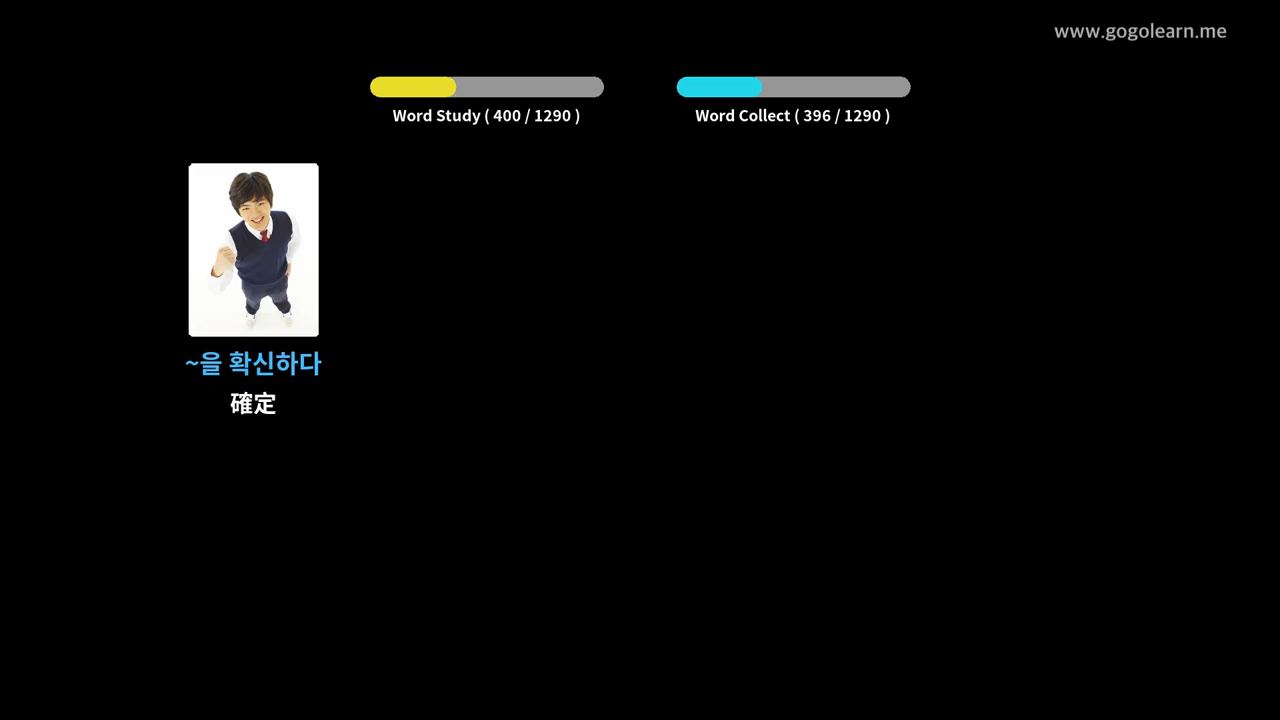 www.gogolearn.me
Word Study ( 400 / 1290 )
Word Collect ( 396 / 1290 )
~을 확신하다
確定